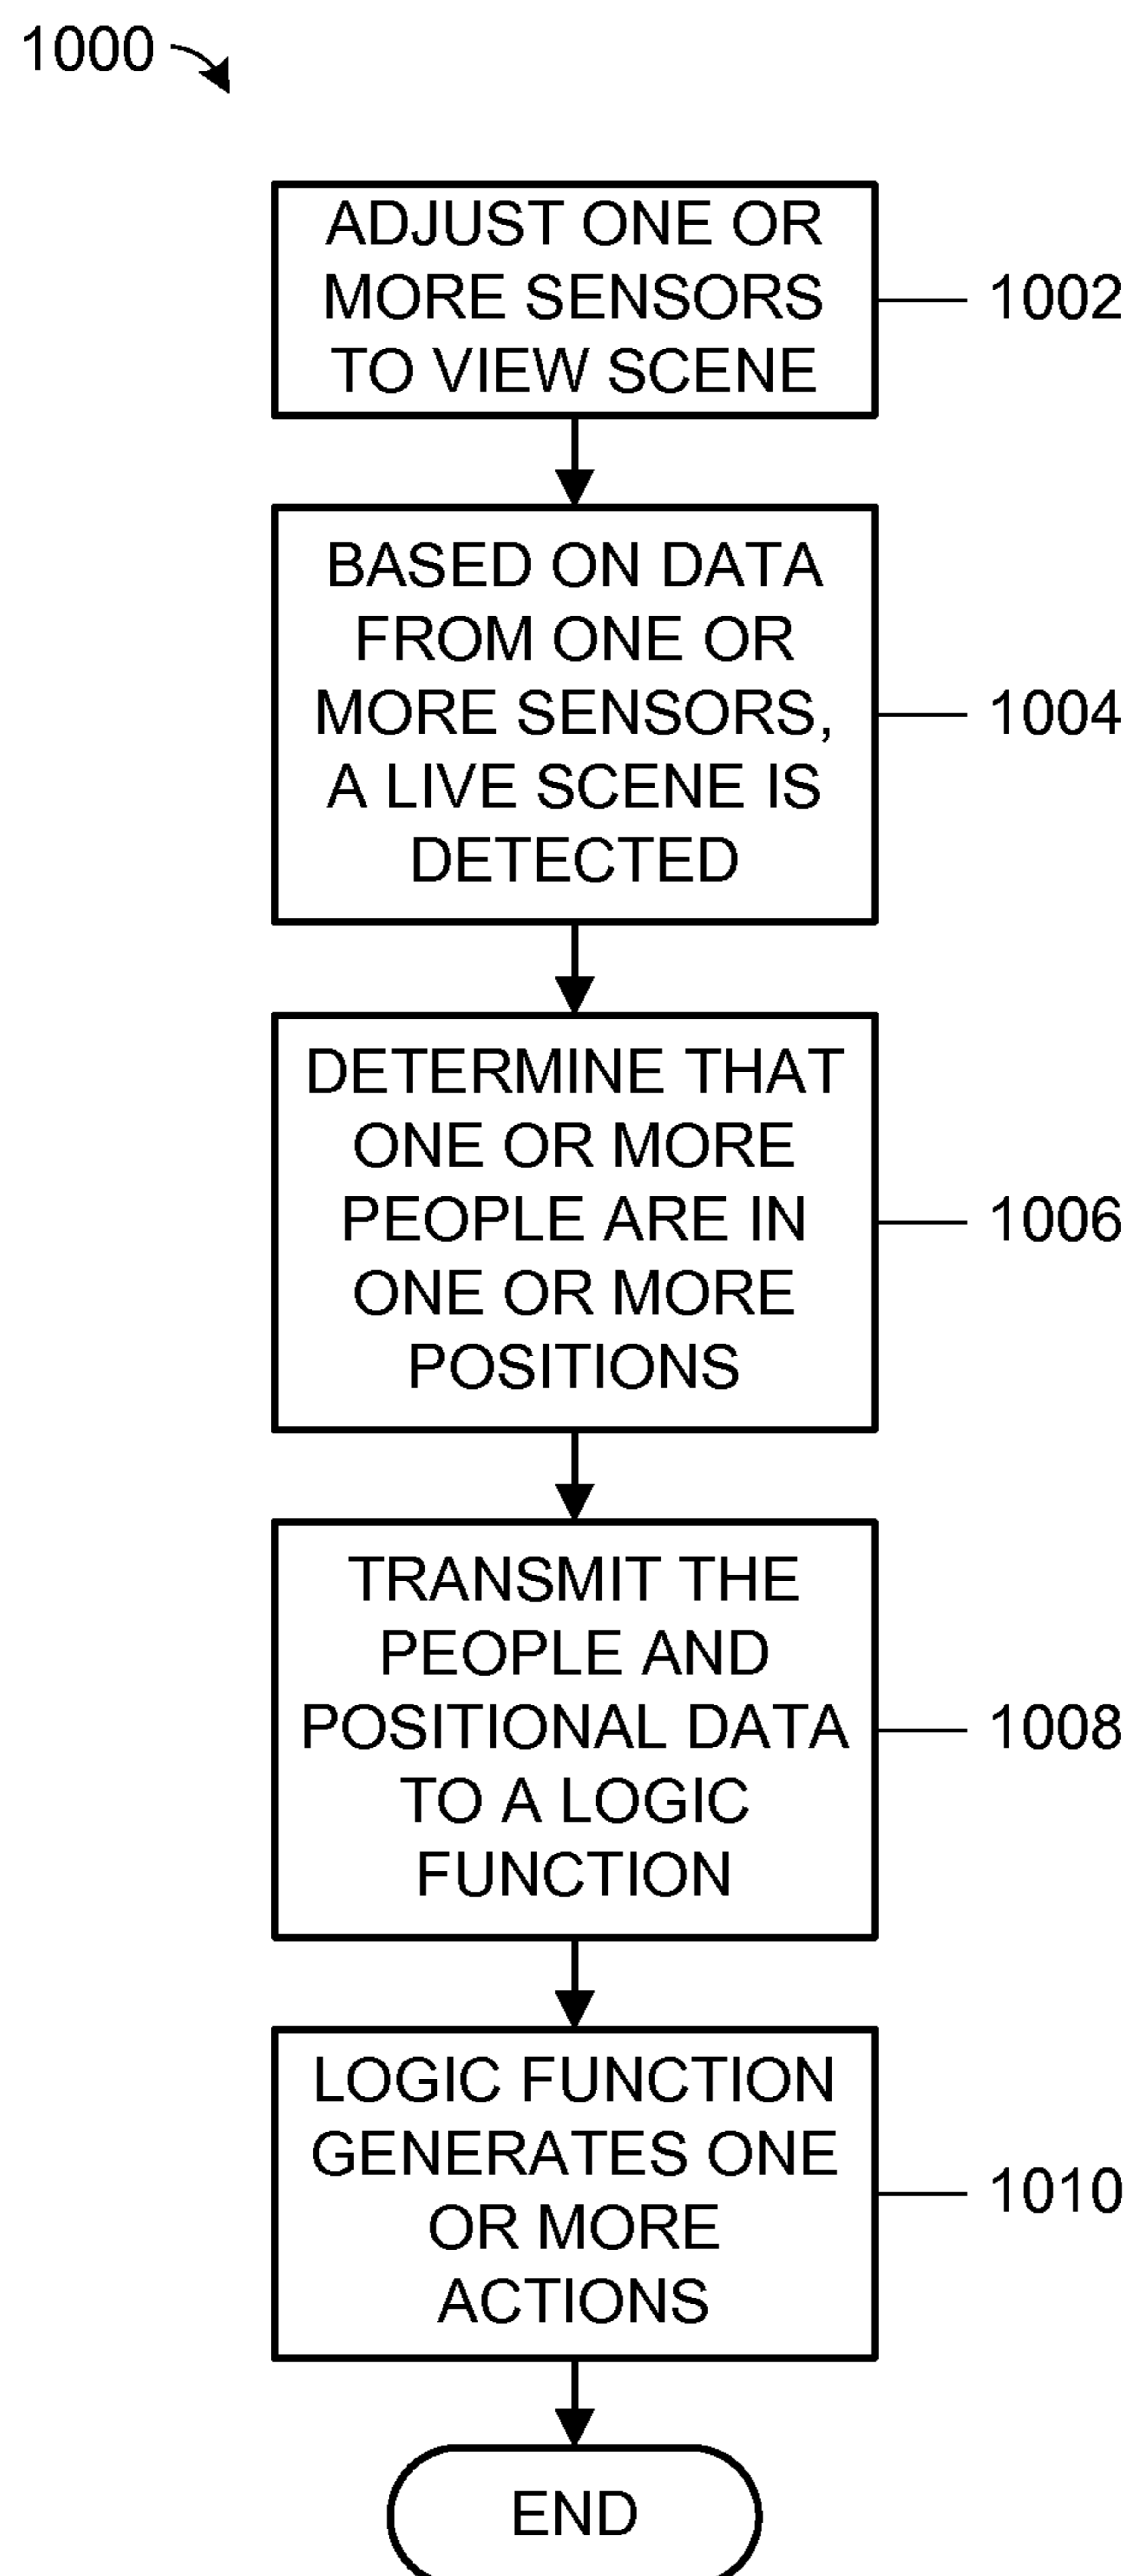 1000
ADJUST ONE OR
MORE SENSORS
TO VIEW SCENE
1002
BASED ON DATA
FROM ONE OR
MORE SENSORS,
A LIVE SCENE IS
DETECTED
1004
DETERMINE THAT
ONE OR MORE
PEOPLE ARE IN
ONE OR MORE
POSITIONS
1006
TRANSMIT THE
PEOPLE AND
POSITIONAL DATA
TO A LOGIC
FUNCTION
1008
LOGIC FUNCTION
GENERATES ONE
OR MORE
ACTIONS
1010
END